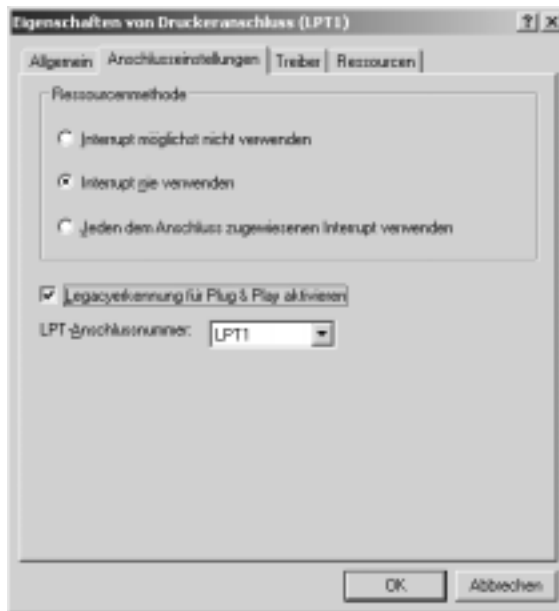 Eigenschaften von Druckeranschluss (LPT1)
Allgemein Anschlusseinstellungen Treiber Ressourcen
Ressourcenmethode
Interrupt möglichst nicht verwenden
Interrupt nie verwenden
Jeden dem Anschluss zugewiesenen Interrupt verwenden
Legacyerkennung für Plug & Play aktivieren
LPT-Anschlussnummer: LPT1
OK Abbrechen